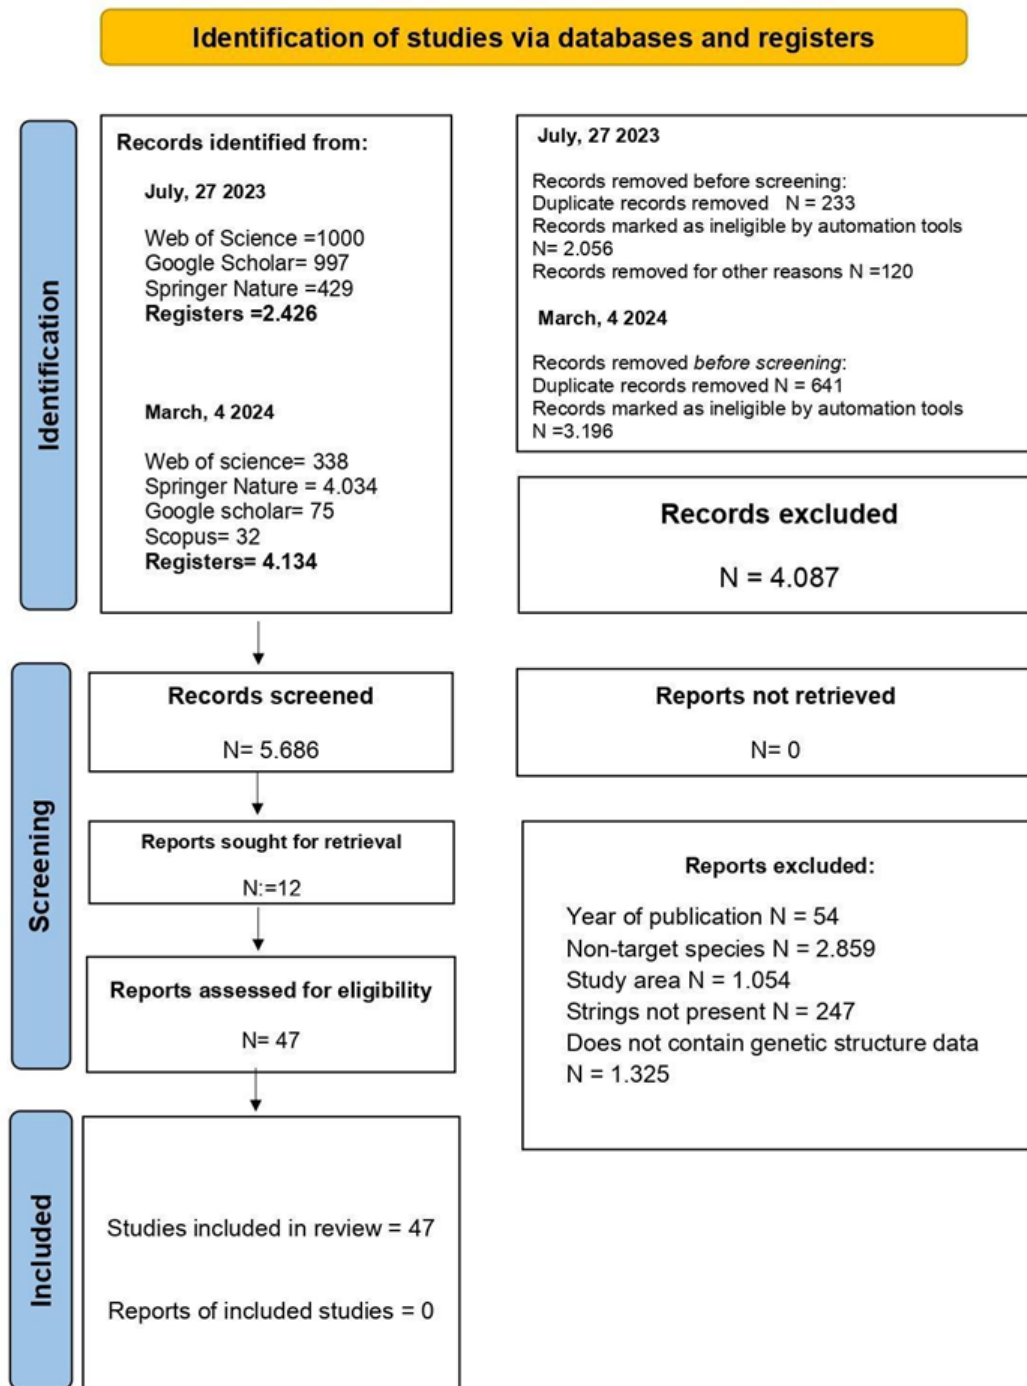 Identification of studies via databases and registers
Identification
Records identified from:
July, 27 2023
Web of Science =1000
Google Scholar= 997
Springer Nature =429
Registers =2.426
March, 4 2024
Web of science= 338
Springer Nature = 4.034
Google scholar= 75
Scopus= 32
Registers= 4.134
July, 27 2023
Records removed before screening:
Duplicate records removed N = 233
Records marked as ineligible by automation tools
N= 2.056
Records removed for other reasons N =120
March, 4 2024
Records removed before screening:
Duplicate records removed N = 641
Records marked as ineligible by automation tools
N =3.196
Records excluded
N = 4.087
Screening
Records screened
N= 5.686
Reports not retrieved
N= 0
Reports sought for retrieval
N:=12
Reports assessed for eligibility
N= 47
Reports excluded:
Year of publication N = 54
Non-target species N = 2.859
Study area N = 1.054
Strings not present N = 247
Does not contain genetic structure data
N = 1.325
Included
Studies included in review = 47
Reports of included studies = 0